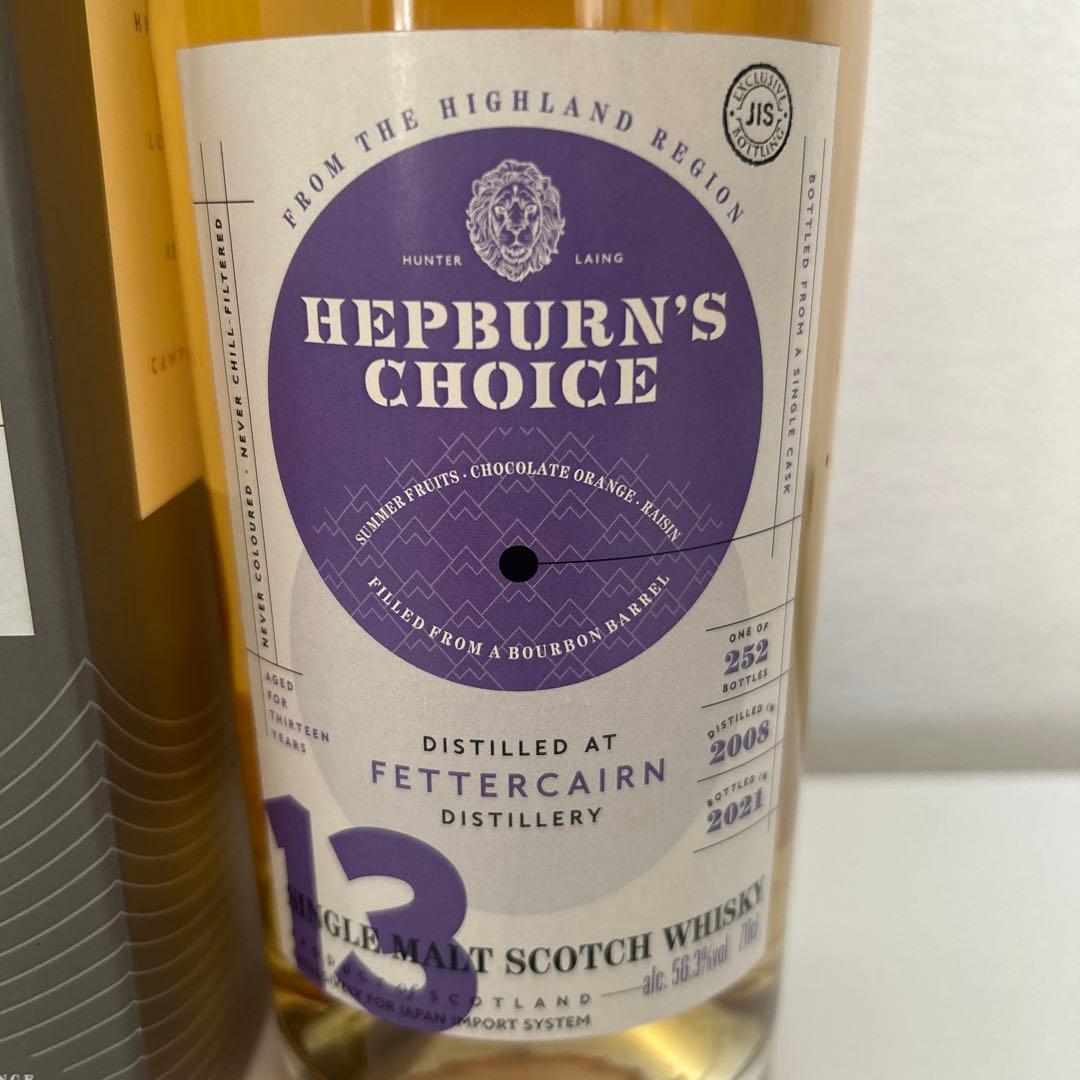 FROM THE HIGHLAND REGION
EXCLUSIVE
JIS
BOTTLING
HUNTER LAING
HEPBURN'S
CHOICE
SUMMER FRUITS · CHOCOLATE ORANGE · RAISIN
FILLED FROM A BOURBON BARREL
NEVER COLOURED · NEVER CHILL-FILTERED
BOTTLED FROM A SINGLE CASK
AGED
FOR
THIRTEEN
YEARS
ONE OF
252
BOTTLES
DISTILLED IN
2008
BOTTLED IN
2021
DISTILLED AT
FETTERCAIRN
DISTILLERY
13
SINGLE MALT SCOTCH WHISKY
of SCOTLAND
alc. 56.3%vol 70cl
FOR JAPAN IMPORT SYSTEM